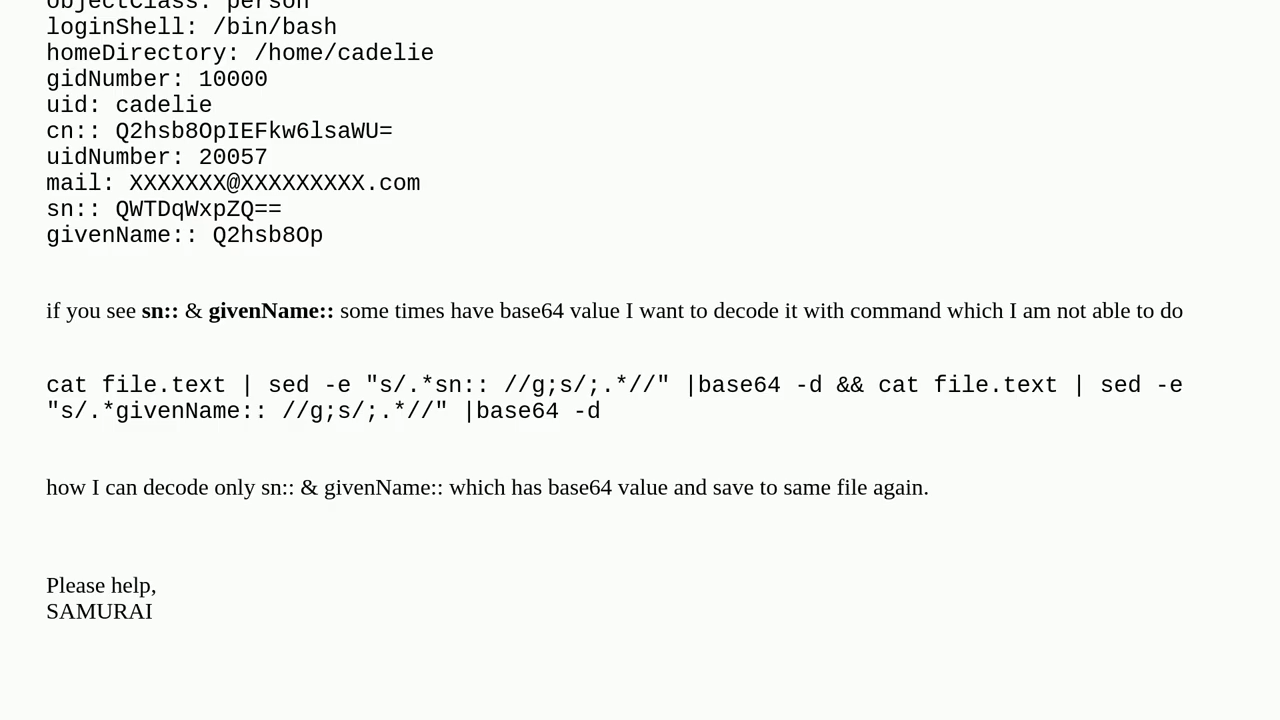 objectClass: person
loginShell: /bin/bash
homeDirectory: /home/cadelie
gidNumber: 10000
uid: cadelie
cn:: Q2hsb8OpIEFkw6lsaWU=
uidNumber: 20057
mail: XXXXXXX@XXXXXXXXX.com
sn:: QWTDqWxpZQ==
givenName:: Q2hsb8Op
if you see sn:: & givenName:: some times have base64 value I want to decode it with command which I am not able to do
cat file.text | sed -e "s/.*sn:: //g;s/;.*//" |base64 -d && cat file.text | sed -e
"s/.*givenName:: //g;s/;.*//" |base64 -d
how I can decode only sn:: & givenName:: which has base64 value and save to same file again.
Please help,
SAMURAI